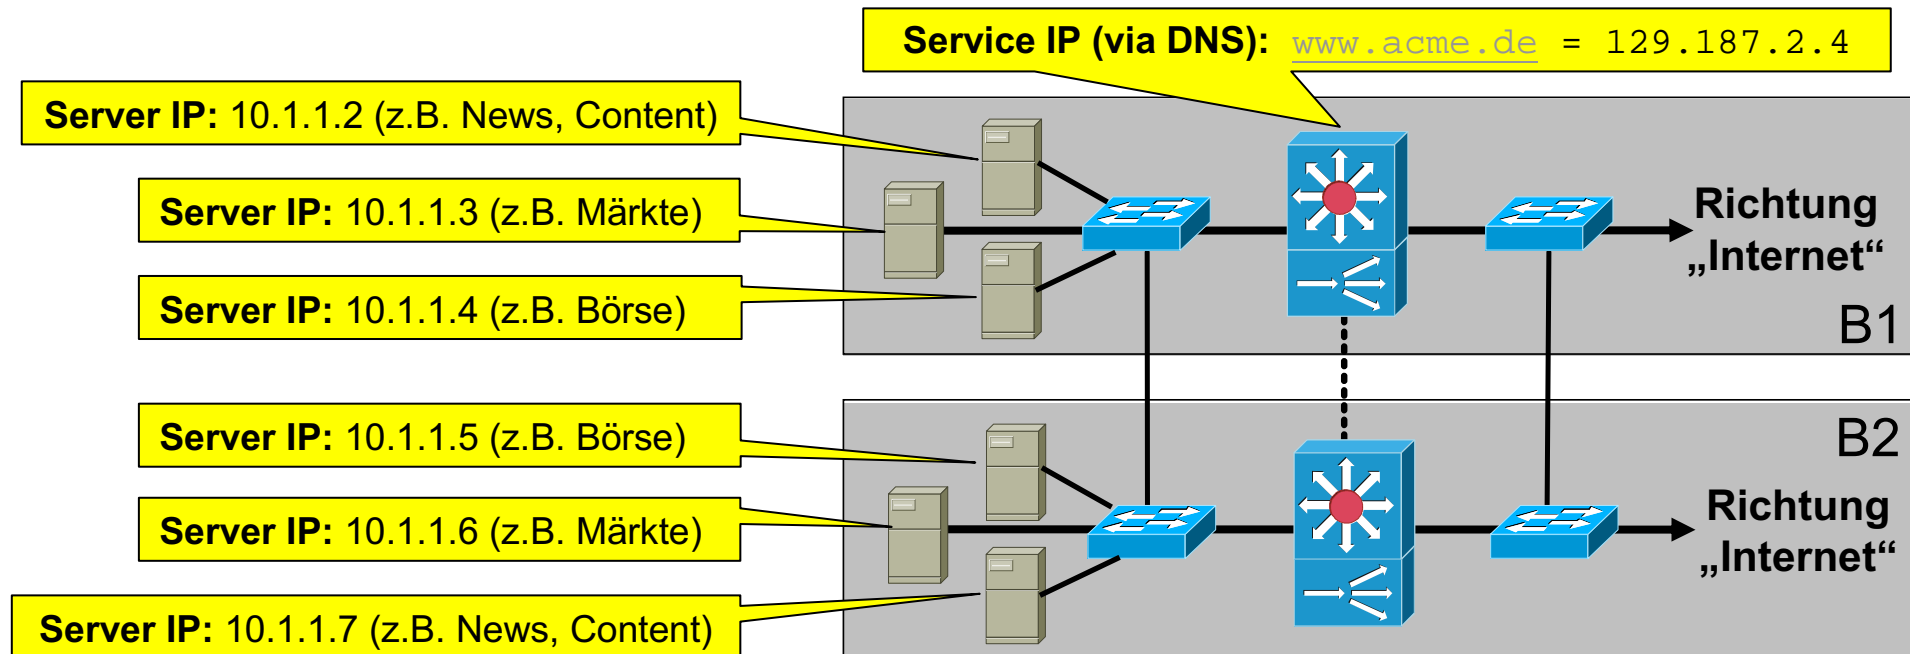 Service IP (via DNS): www.acme.de = 129.187.2.4
Server IP: 10.1.1.2 (z.B. News, Content)
Server IP: 10.1.1.3 (z.B. Märkte)
Server IP: 10.1.1.4 (z.B. Börse)
Richtung
„Internet“
B1
Server IP: 10.1.1.5 (z.B. Börse)
Server IP: 10.1.1.6 (z.B. Märkte)
Server IP: 10.1.1.7 (z.B. News, Content)
B2
Richtung
„Internet“